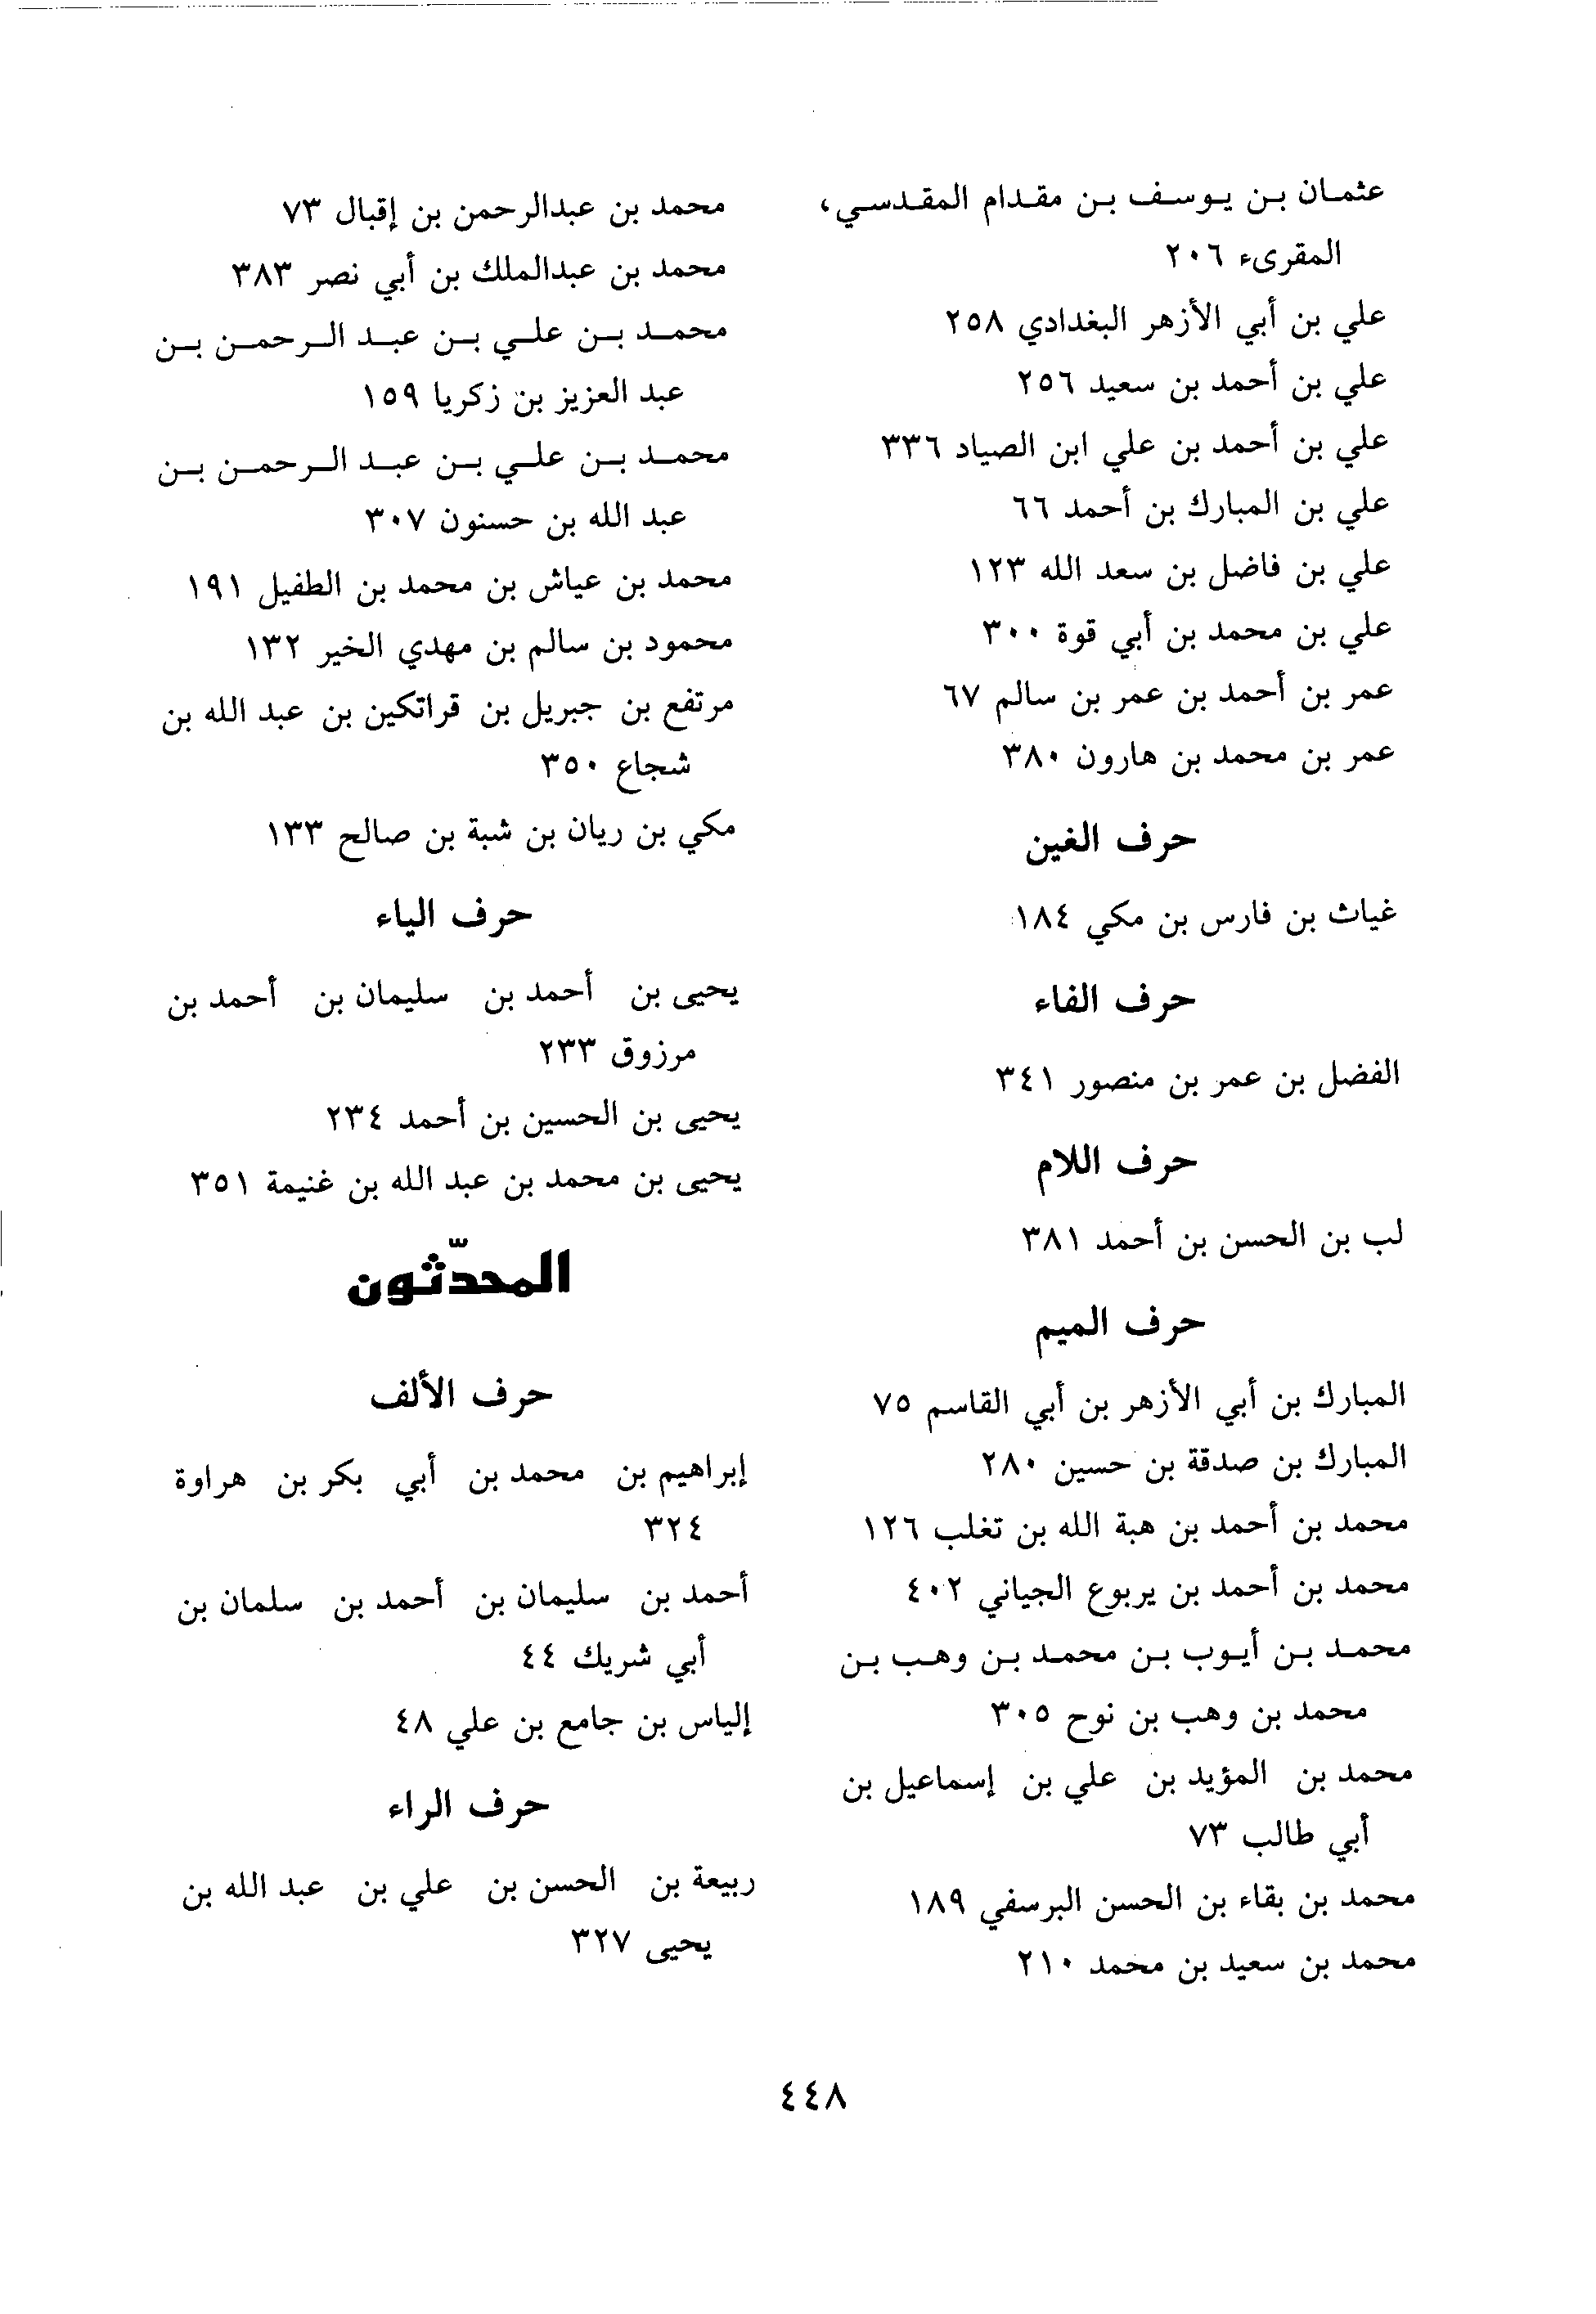 عثمان بن يوسف بن مقدام المقدسي،
المقرىء ٢٠٦
علي بن أبي الأزهر البغدادي ٢٥٨
علي بن أحمد بن سعيد ٢٥٦
علي بن أحمد بن علي ابن الصياد ٣٣٦
علي بن المبارك بن أحمد ٦٦
علي بن فاضل بن سعد الله ١٢٣
علي بن محمد بن أبي قوة ٣٠٠
عمر بن أحمد بن عمر بن سالم ٦٧
عمر بن محمد بن هارون ٣٨٠
حرف الغين
غياث بن فارس بن مكي ١٨٤
حرف الفاء
الفضل بن عمر بن منصور ٣٤١
حرف اللام
لب بن الحسن بن أحمد ٣٨١
حرف الميم
المبارك بن أبي الأزهر بن أبي القاسم ٧٥
المبارك بن صدقة بن حسين ٢٨٠
محمد بن أحمد بن هبة الله بن تغلب ١٢٦
محمد بن أحمد بن يربوع الجياني ٤٠٢
محمد بن أيوب بن محمد بن وهب بن
محمد بن وهب بن نوح ٣٠٥
محمد بن المؤيد بن علي بن إسماعيل بن
أبي طالب ٧٣
محمد بن بقاء بن الحسن البرسفي ١٨٩
محمد بن سعيد بن محمد ٢١٠
محمد بن عبدالرحمن بن إقبال ٧٣
محمد بن عبدالملك بن أبي نصر ٣٨٣
محمد بن علي بن عبد الرحمن بن
عبد العزيز بن زكريا ١٥٩
محمد بن علي بن عبد الرحمن بن
عبد الله بن حسنون ٣٠٧
محمد بن عياش بن محمد بن الطفيل ١٩١
محمود بن سالم بن مهدي الخير ١٣٢
مرتفع بن جبريل بن قراتكين بن عبد الله بن
شجاع ٣٥٠
مكي بن ريان بن شبة بن صالح ١٣٣
حرف الياء
يحيى بن أحمد بن سليمان بن أحمد بن
مرزوق ٢٣٣
يحيى بن الحسين بن أحمد ٢٣٤
يحيى بن محمد بن عبد الله بن غنيمة ٣٥١
المحدّثون
حرف الألف
إبراهيم بن محمد بن أبي بكر بن هراوة
٣٢٤
أحمد بن سليمان بن أحمد بن سلمان بن
أبي شريك ٤٤
إلياس بن جامع بن علي ٤٨
حرف الراء
ربيعة بن الحسن بن علي بن عبد الله بن
يحيى ٣٢٧
٤٤٨